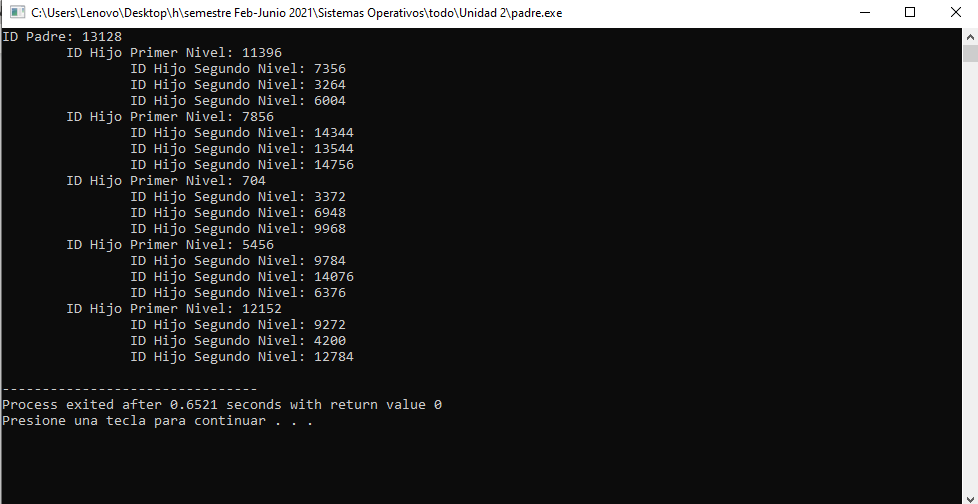 C:\Users\Lenovo\Desktop\h\semestre Feb-Junio 2021\Sistemas Operativos\todo\Unidad 2\padre.exe
ID Padre: 13128
ID Hijo Primer Nivel: 11396
ID Hijo Segundo Nivel: 7356
ID Hijo Segundo Nivel: 3264
ID Hijo Segundo Nivel: 6004
ID Hijo Primer Nivel: 7856
ID Hijo Segundo Nivel: 14344
ID Hijo Segundo Nivel: 13544
ID Hijo Segundo Nivel: 14756
ID Hijo Primer Nivel: 704
ID Hijo Segundo Nivel: 3372
ID Hijo Segundo Nivel: 6948
ID Hijo Segundo Nivel: 9968
ID Hijo Primer Nivel: 5456
ID Hijo Segundo Nivel: 9784
ID Hijo Segundo Nivel: 14076
ID Hijo Segundo Nivel: 6376
ID Hijo Primer Nivel: 12152
ID Hijo Segundo Nivel: 9272
ID Hijo Segundo Nivel: 4200
ID Hijo Segundo Nivel: 12784
--------------------------------
Process exited after 0.6521 seconds with return value 0
Presione una tecla para continuar . . .